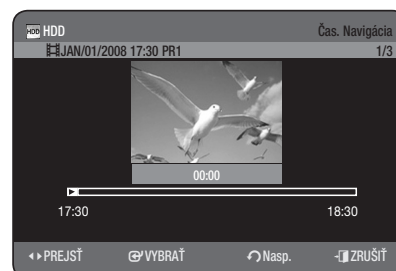 HDD HDD Čas. Navigácia
JAN/01/2008 17:30 PR1 1/3
00:00
17:30 18:30
PREJSŤ VYBRAŤ Nasp. ZRUŠIŤ